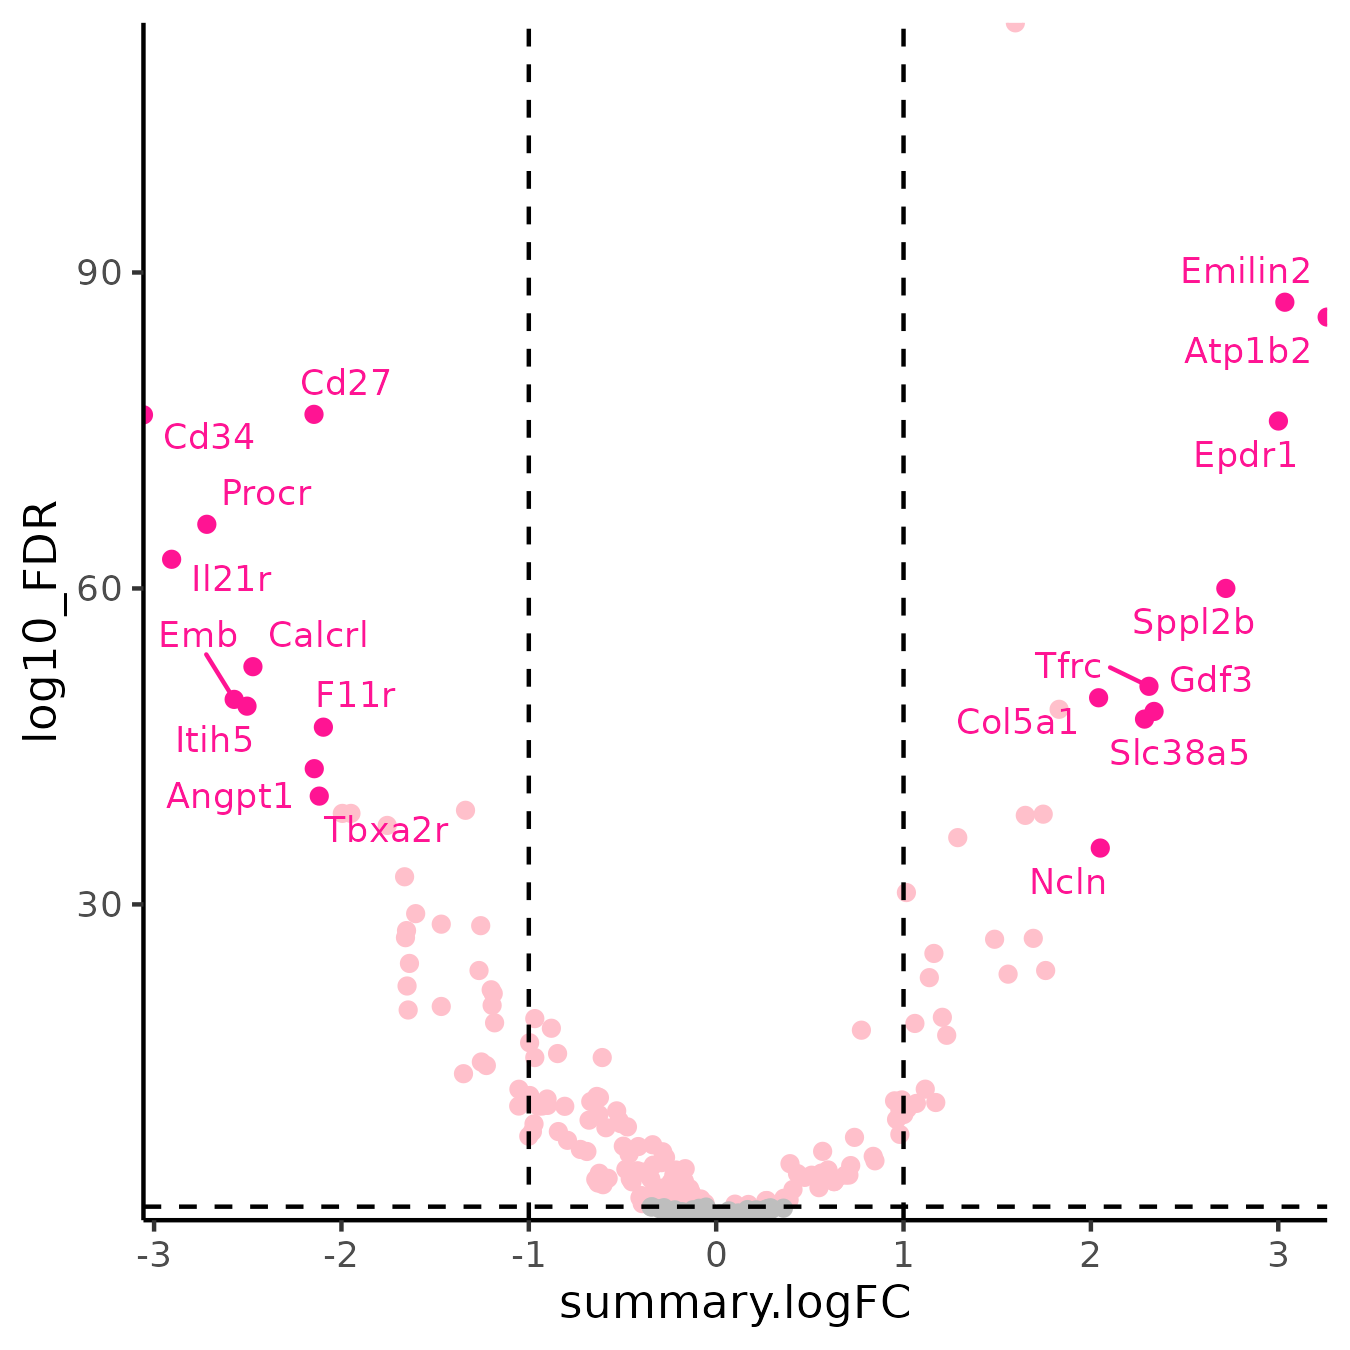 Emilin2
90
Atp1b2
Cd27
Cd34
Epdr1
Procr
Il21r
60
Sppl2b
Emb
Calcrl
Tfrc
Gdf3
F11r
Col5a1
Itih5
Slc38a5
Angpt1
Tbxa2r
Ncln
30
log10_FDR
-3
-2
-1
0
1
2
3
summary.logFC